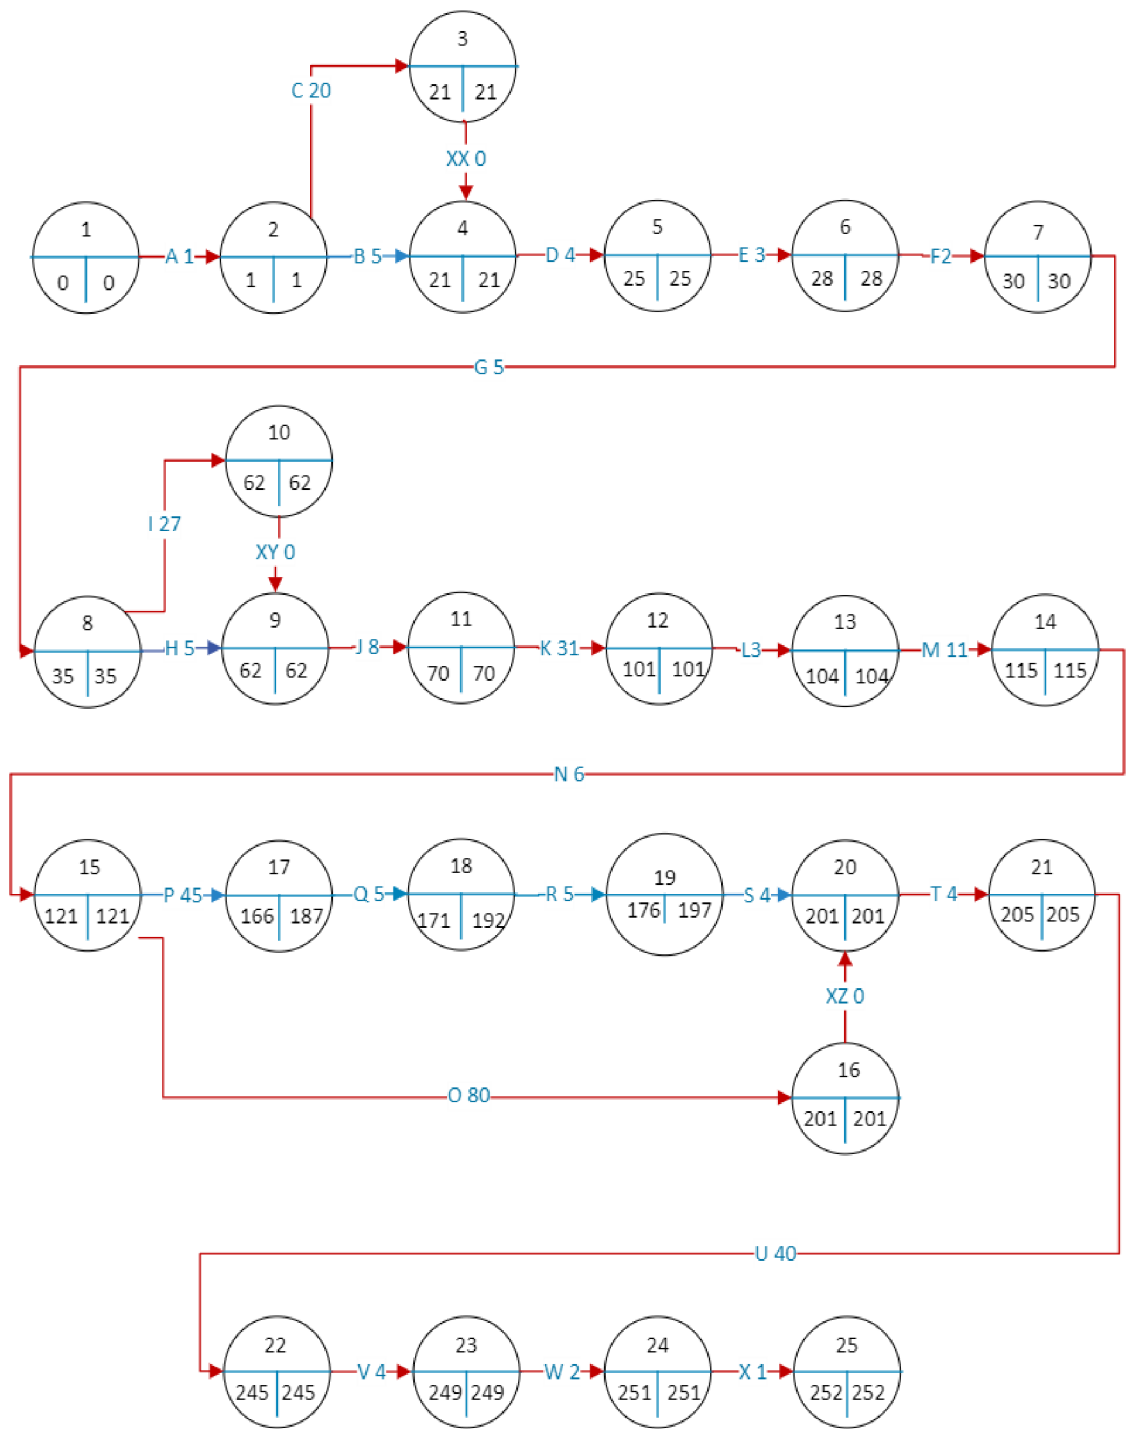 3
C 20
21 21
XX 0
1 2 4 5 6 7
A 1 B 5 D 4 E 3 F2
0 0 1 1 21 21 25 25 28 28 30 30
G 5
10
62 62
I 27
XY 0
8 9 11 12 13 14
H 5 J 8 K 31 L3 M 11
35 35 62 62 70 70 101 101 104 104 115 115
N 6
15 17 18 19 20 21
P 45 Q 5 R 5 S 4 T 4
121 121 166 187 171 192 176 197 201 201 205 205
XZ 0
16
O 80
201 201
U 40
22 23 24 25
V 4 W 2 X 1
245 245 249 249 251 251 252 252